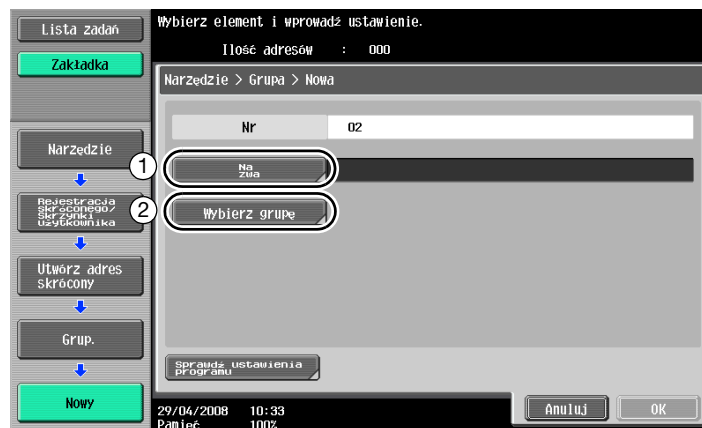 Lista zadań
Zakładka
Narzędzie
Rejestracja
skróconego/
Skrzynki
użytkownika
Utwórz adres
skrócony
Grup.
Nowy
Wybierz element i wprowadź ustawienie.
Ilość adresów : 000
Narzędzie > Grupa > Nowa
Nr 02
1
Na
zwa
2
Wybierz grupę
Sprawdź ustawienia
programu
Anuluj
OK
29/04/2008 10:33
Pamięć 100%